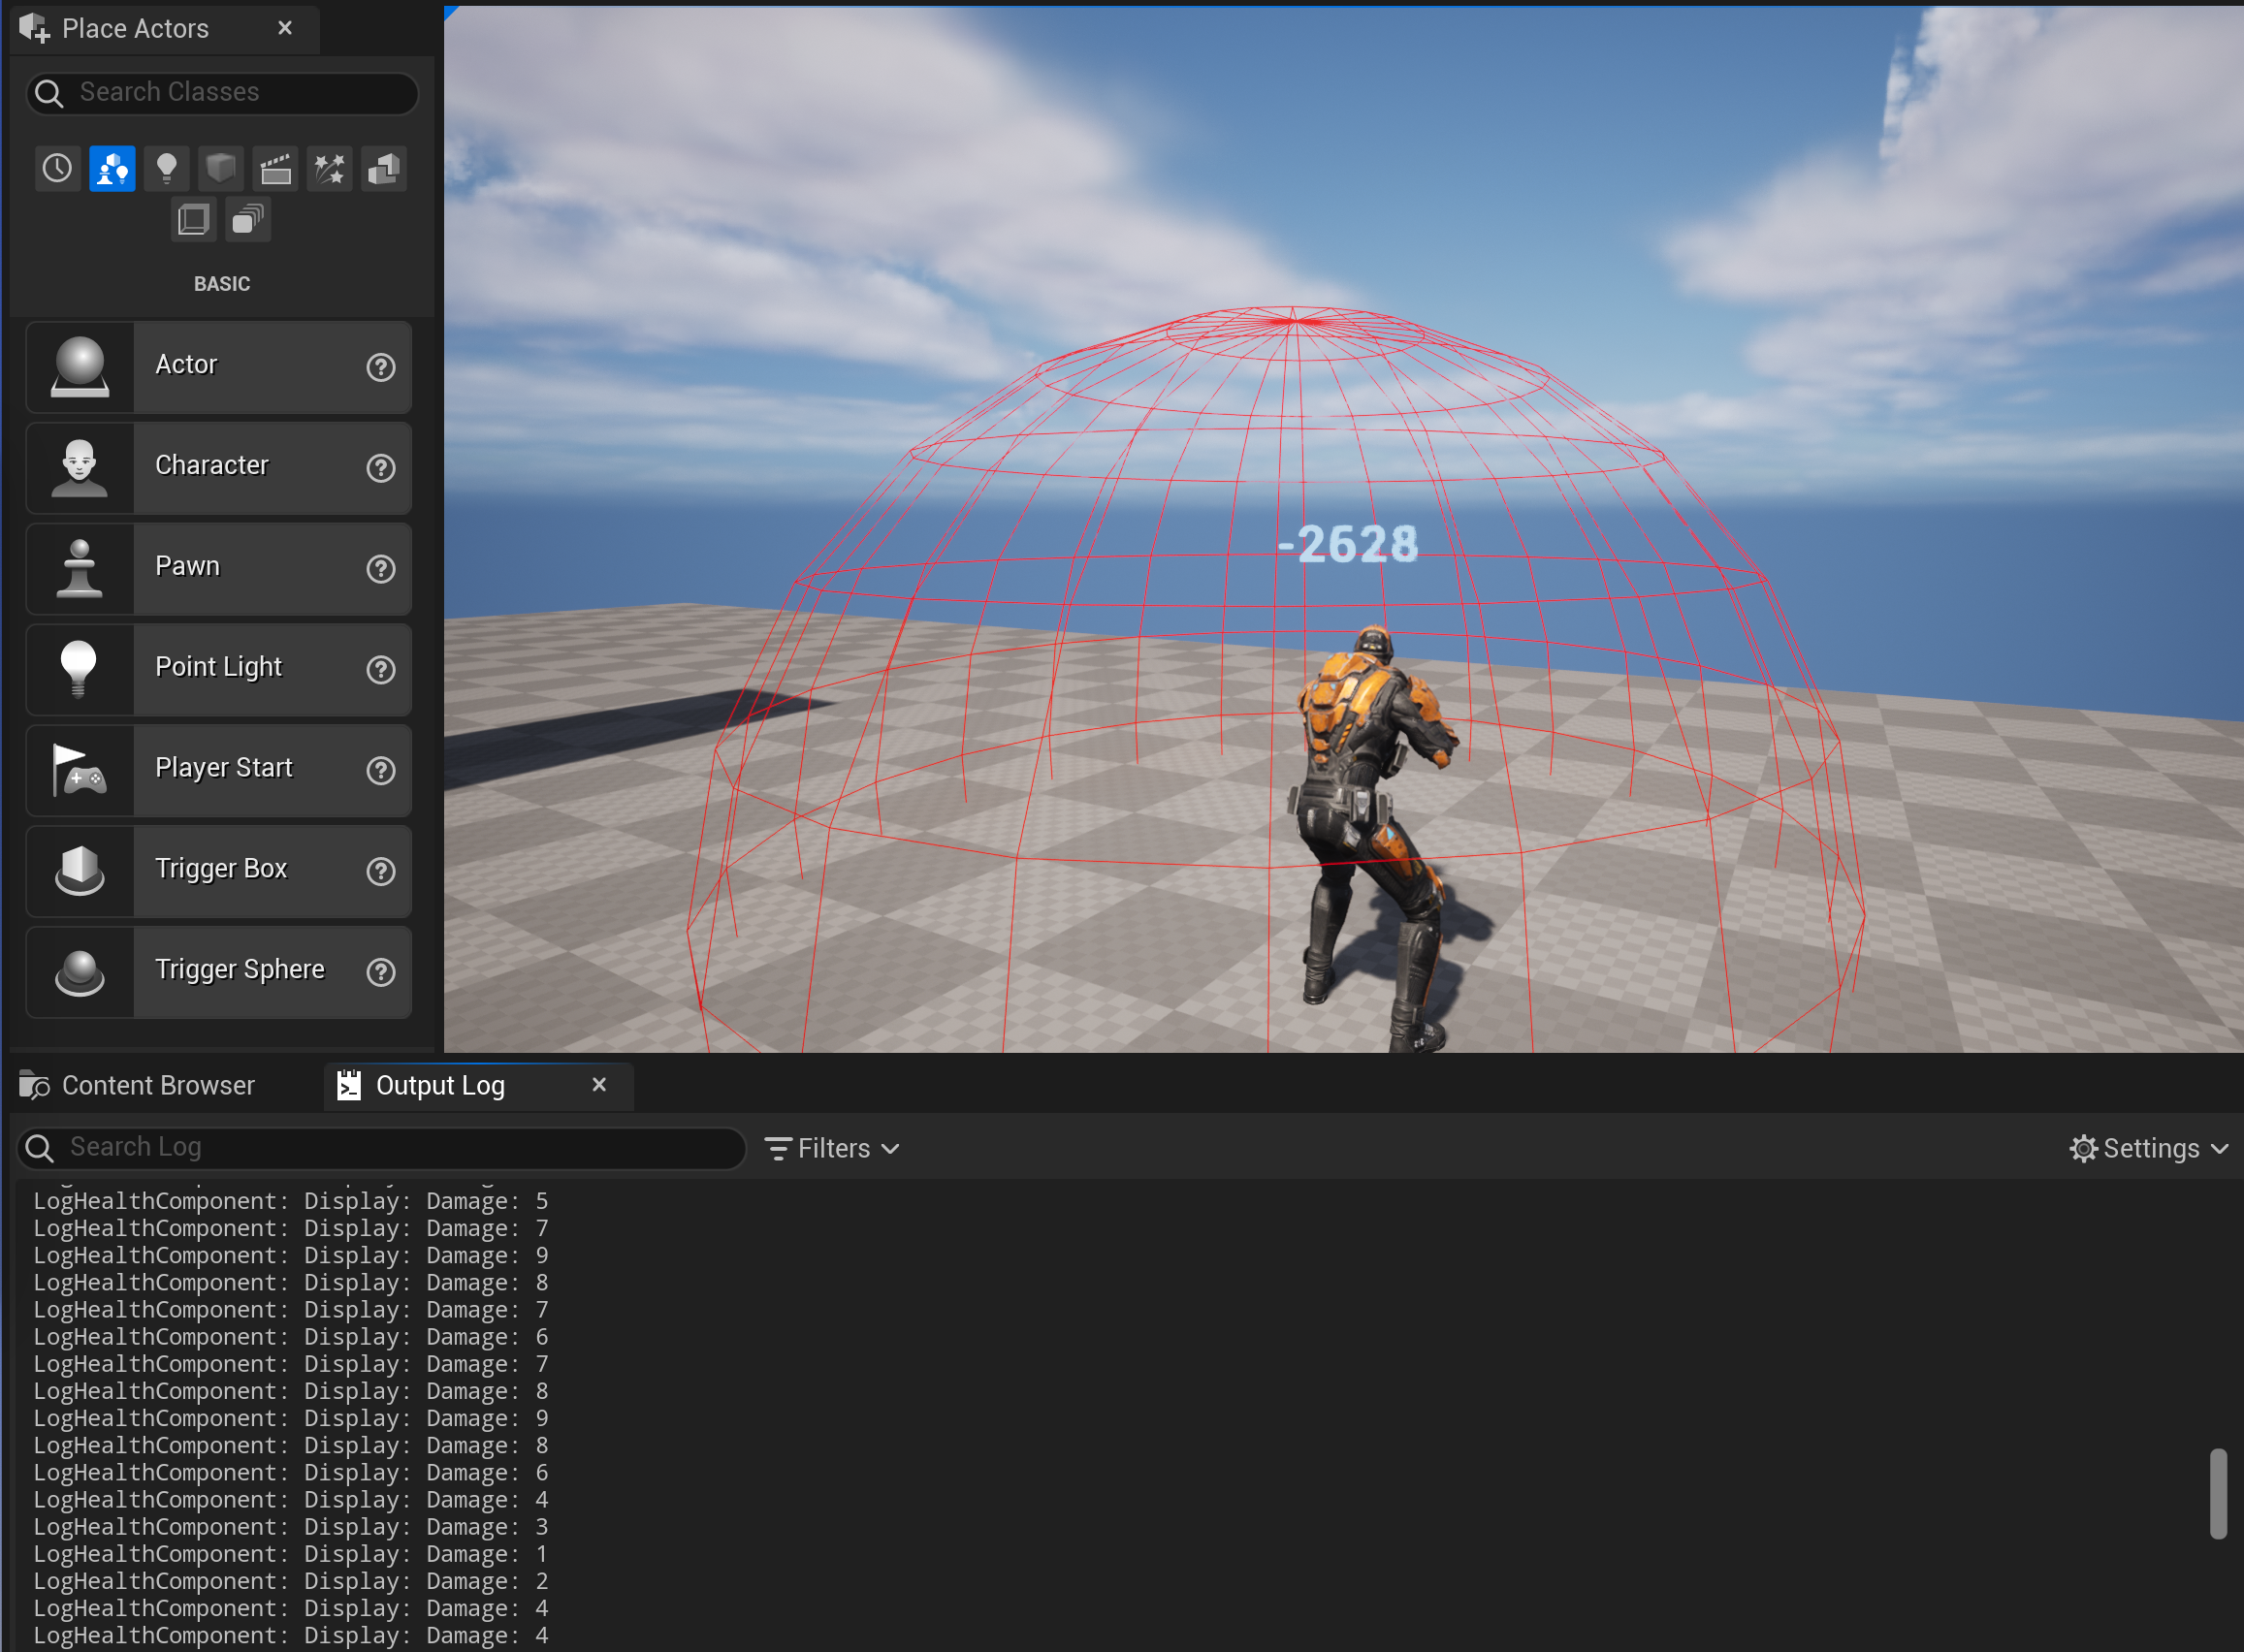 Place Actors
Search Classes
BASIC
Actor
Character
Pawn
Point Light
Player Start
Trigger Box
Trigger Sphere
-2628
Content Browser
Output Log
Search Log
Filters
Settings
LogHealthComponent: Display: Damage: 5
LogHealthComponent: Display: Damage: 7
LogHealthComponent: Display: Damage: 9
LogHealthComponent: Display: Damage: 8
LogHealthComponent: Display: Damage: 7
LogHealthComponent: Display: Damage: 6
LogHealthComponent: Display: Damage: 7
LogHealthComponent: Display: Damage: 8
LogHealthComponent: Display: Damage: 9
LogHealthComponent: Display: Damage: 8
LogHealthComponent: Display: Damage: 6
LogHealthComponent: Display: Damage: 4
LogHealthComponent: Display: Damage: 3
LogHealthComponent: Display: Damage: 1
LogHealthComponent: Display: Damage: 2
LogHealthComponent: Display: Damage: 4
LogHealthComponent: Display: Damage: 4